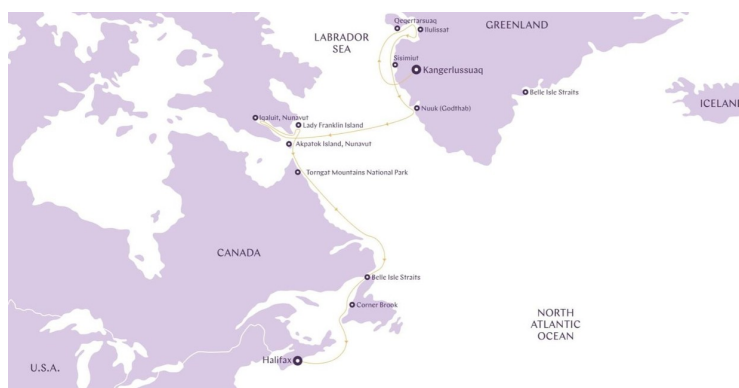 Qeqertarsuaq
Ilulissat
GREENLAND
LABRADOR
SEA
Sisimiut
Kangerlussuaq
ICELAND
Belle Isle Straits
Nuuk (Godthab)
Iqaluit, Nunavut
Lady Franklin Island
Akpatok Island, Nunavut
Torngat Mountains National Park
CANADA
Belle Isle Straits
Corner Brook
NORTH
ATLANTIC
OCEAN
Halifax
U.S.A.